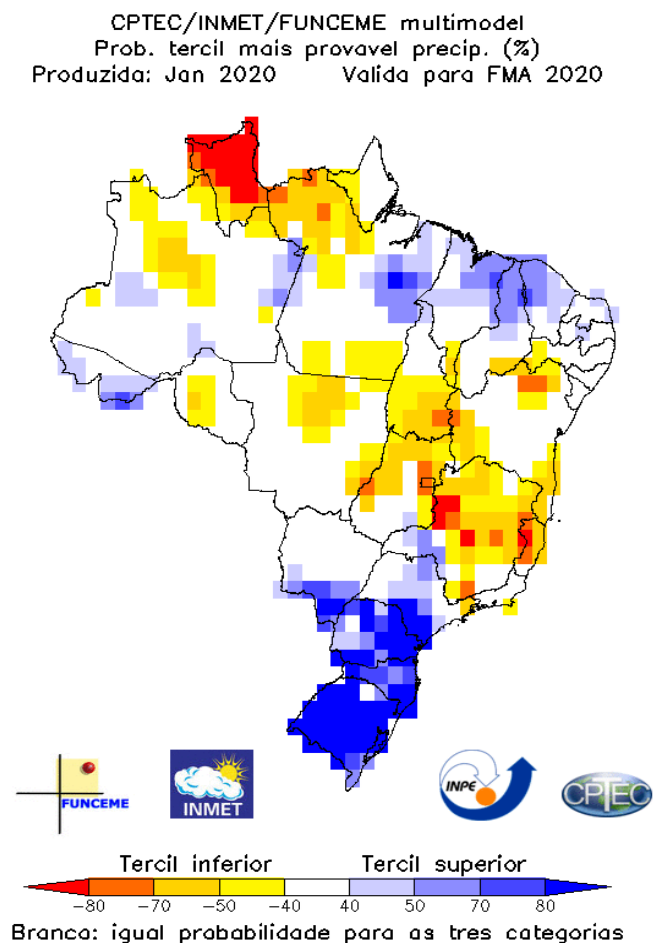 CPTEC/INMET/FUNCEME multimodel
Prob. tercil mais provavel precip. (%)
Produzida: Jan 2020 Valida para FMA 2020
FUNCEME
INMET
INPE
CPTEC
Tercil inferior Tercil superior
-80 -70 -50 -40 40 50 70 80
Branca: igual probabilidade para as tres categorias